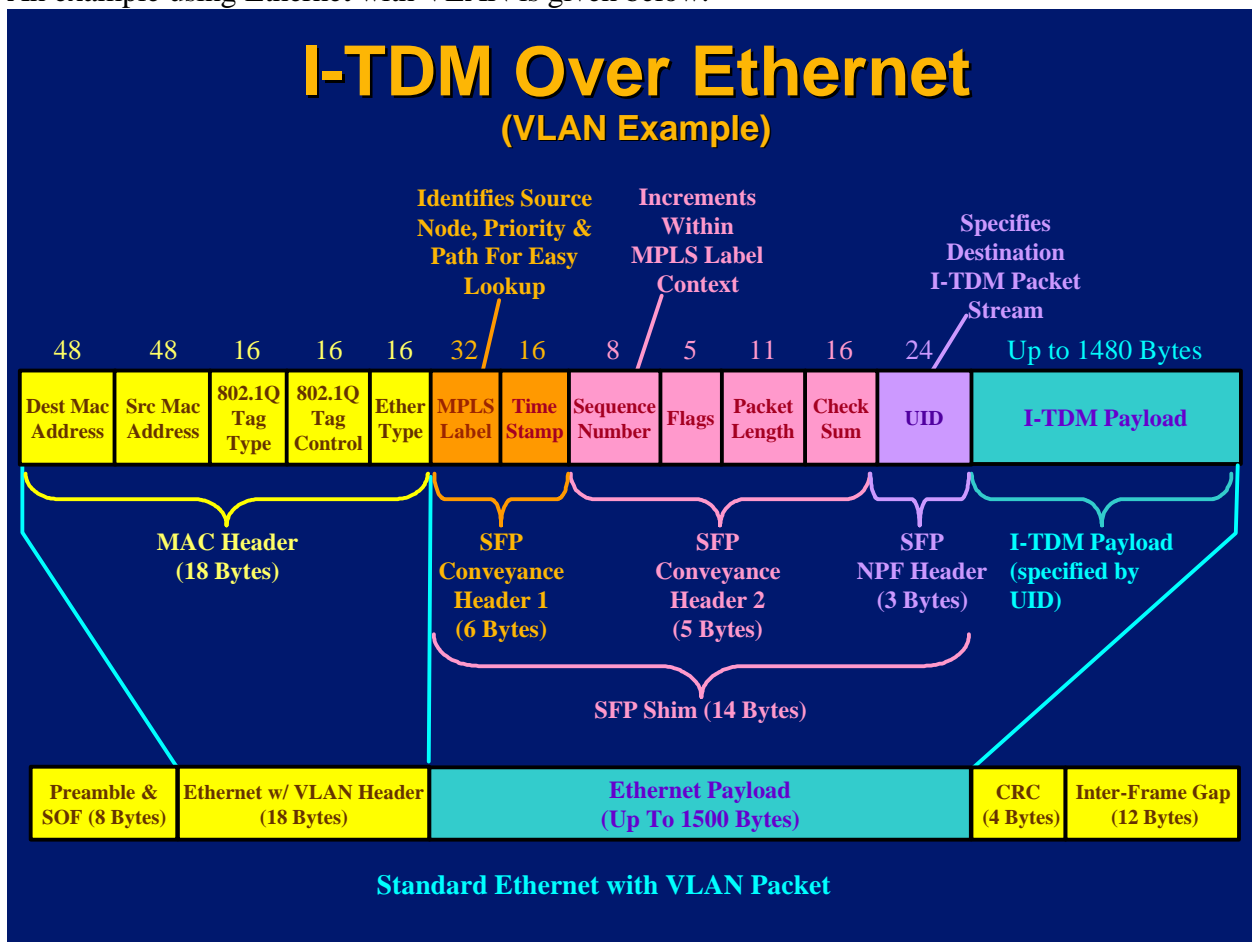 An example using Ethernet with VLAN is given below.
I-TDM Over Ethernet
(VLAN Example)
Identifies Source
Node, Priority &
Path For Easy
Lookup
Increments
Within
MPLS Label
Context
Specifies
Destination
I-TDM Packet
Stream
48 48 16 16 16 32 16 8 5 11 16 24 Up to 1480 Bytes
Dest Mac
Address
Src Mac
Address
802.1Q
Tag
Type
802.1Q
Tag
Control
Ether
Type
MPLS
Label
Time
Stamp
Sequence
Number
Flags
Packet
Length
Check
Sum
UID
I-TDM Payload
MAC Header
(18 Bytes)
SFP
Conveyance
Header 1
(6 Bytes)
SFP
Conveyance
Header 2
(5 Bytes)
SFP
NPF Header
(3 Bytes)
I-TDM Payload
(specified by
UID)
SFP Shim (14 Bytes)
Preamble &
SOF (8 Bytes)
Ethernet w/ VLAN Header
(18 Bytes)
Ethernet Payload
(Up To 1500 Bytes)
CRC
(4 Bytes)
Inter-Frame Gap
(12 Bytes)
Standard Ethernet with VLAN Packet